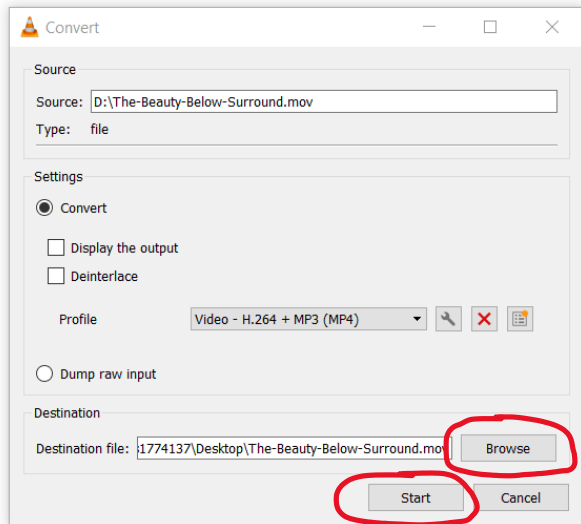 Convert
Source
Source: D:\The-Beauty-Below-Surround.mov
Type: file
Settings
Convert
Display the output
Deinterlace
Profile Video - H.264 + MP3 (MP4)
Dump raw input
Destination
Destination file: 1774137\Desktop\The-Beauty-Below-Surround.mov Browse
Start Cancel